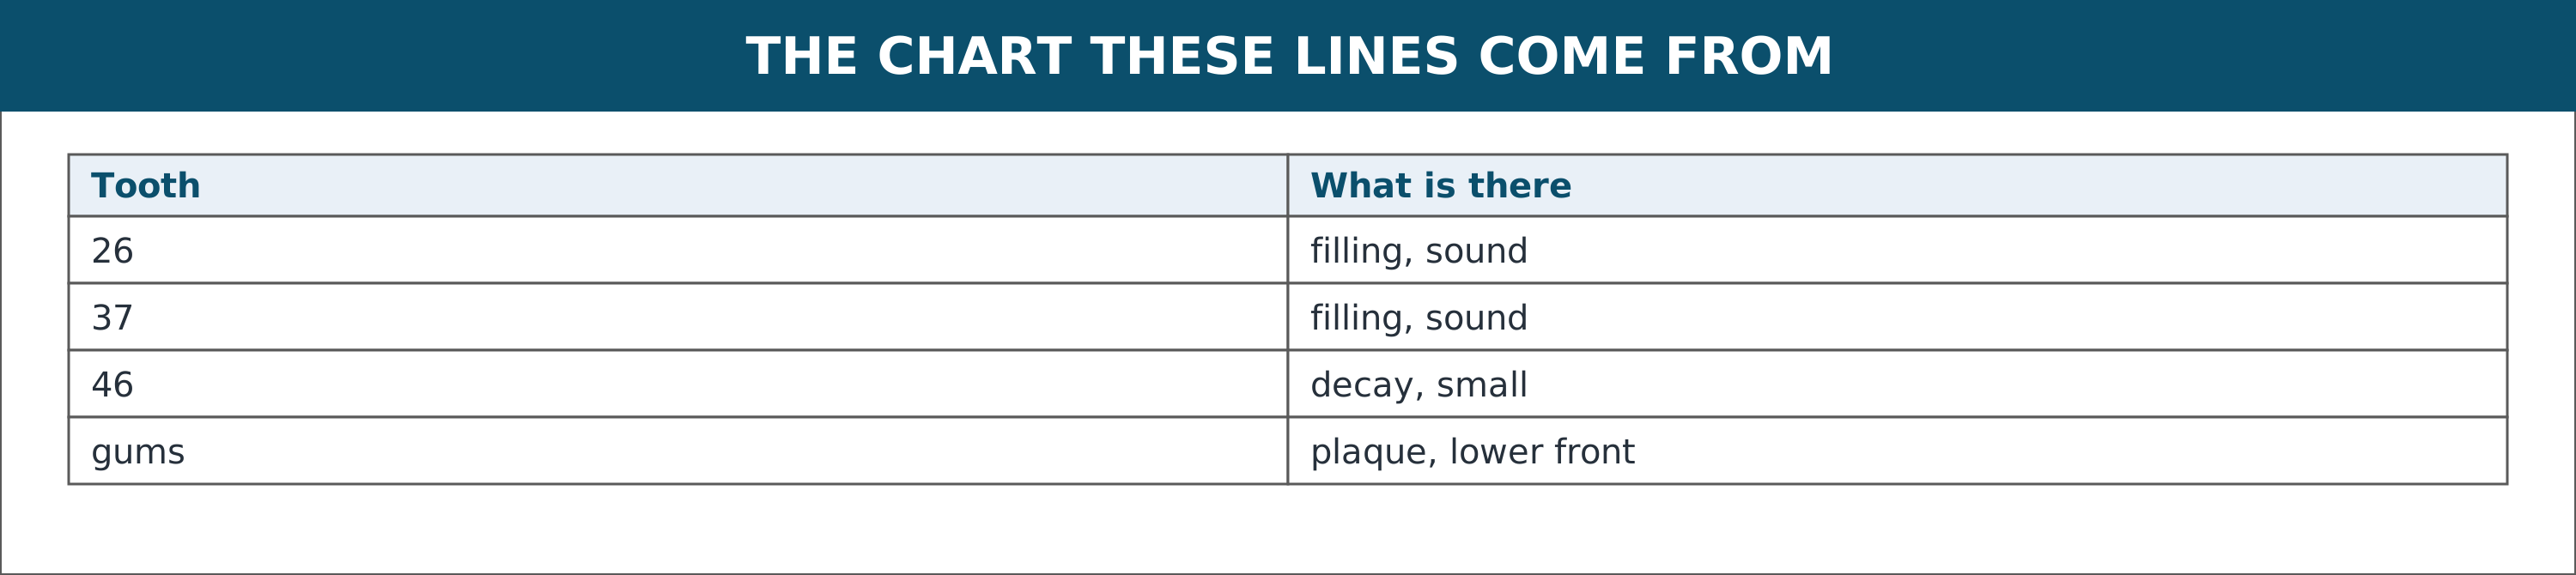 THE CHART THESE LINES COME FROM
Tooth What is there
26 filling, sound
37 filling, sound
46 decay, small
gums plaque, lower front